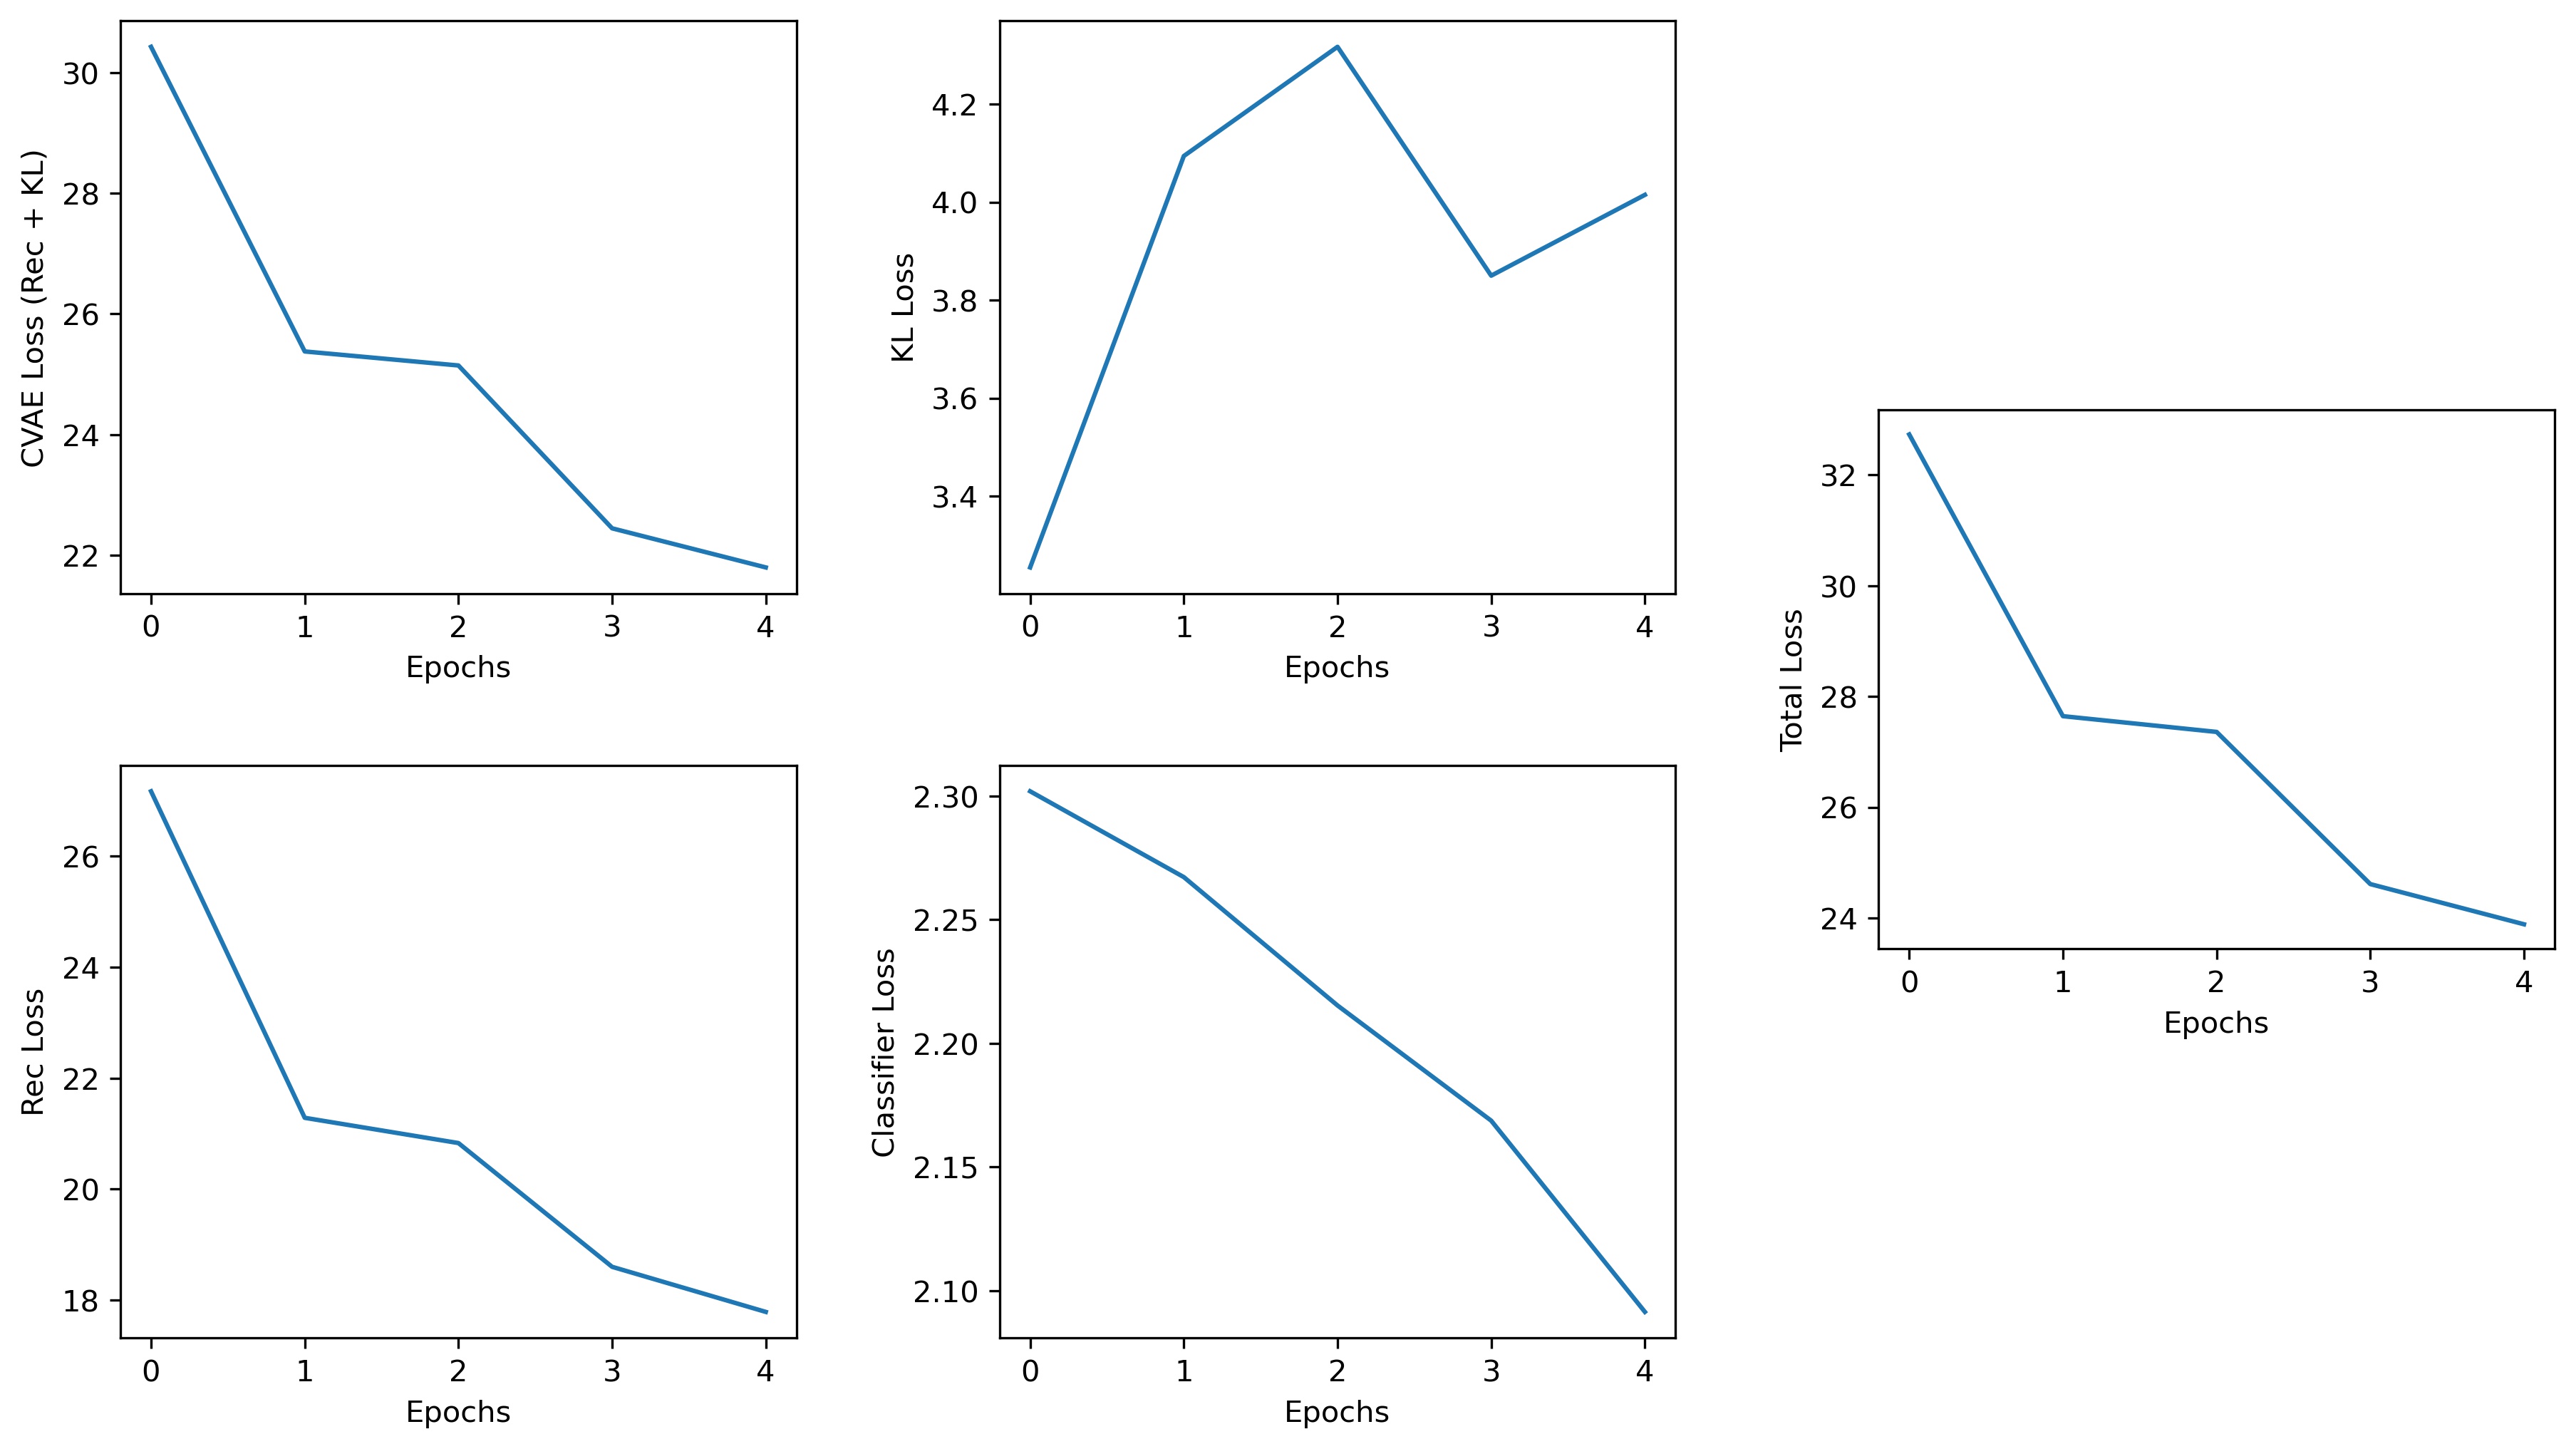 CVAE Loss (Rec + KL)
30
28
26
24
22
0 1 2 3 4
Epochs
KL Loss
4.2
4.0
3.8
3.6
3.4
0 1 2 3 4
Epochs
Rec Loss
26
24
22
20
18
0 1 2 3 4
Epochs
Classifier Loss
2.30
2.25
2.20
2.15
2.10
0 1 2 3 4
Epochs
Total Loss
32
30
28
26
24
0 1 2 3 4
Epochs